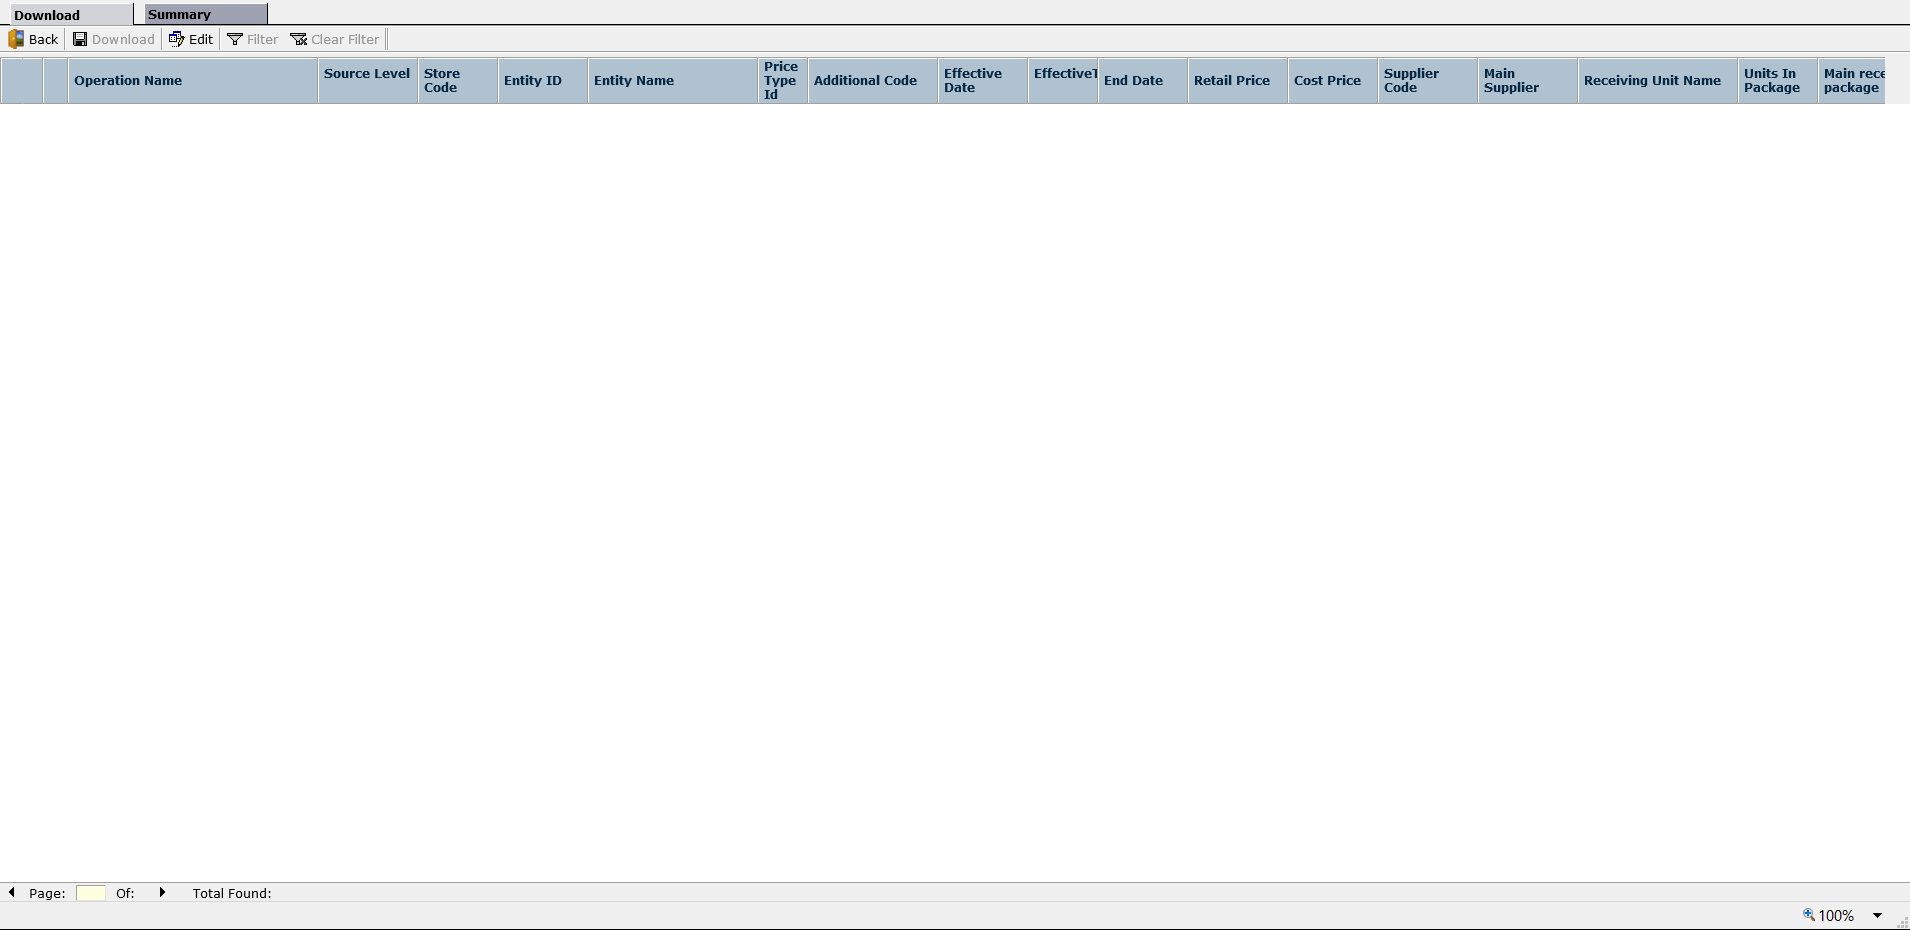 Download Summary
Back Download Edit Filter Clear Filter
Operation Name
Source Level
Store
Code
Entity ID
Entity Name
Price
Type
Id
Additional Code
Effective
Date
Effective
End Date
Retail Price
Cost Price
Supplier
Code
Main
Supplier
Receiving Unit Name
Units In
Package
Main rece
package
Page: Of: Total Found:
100%